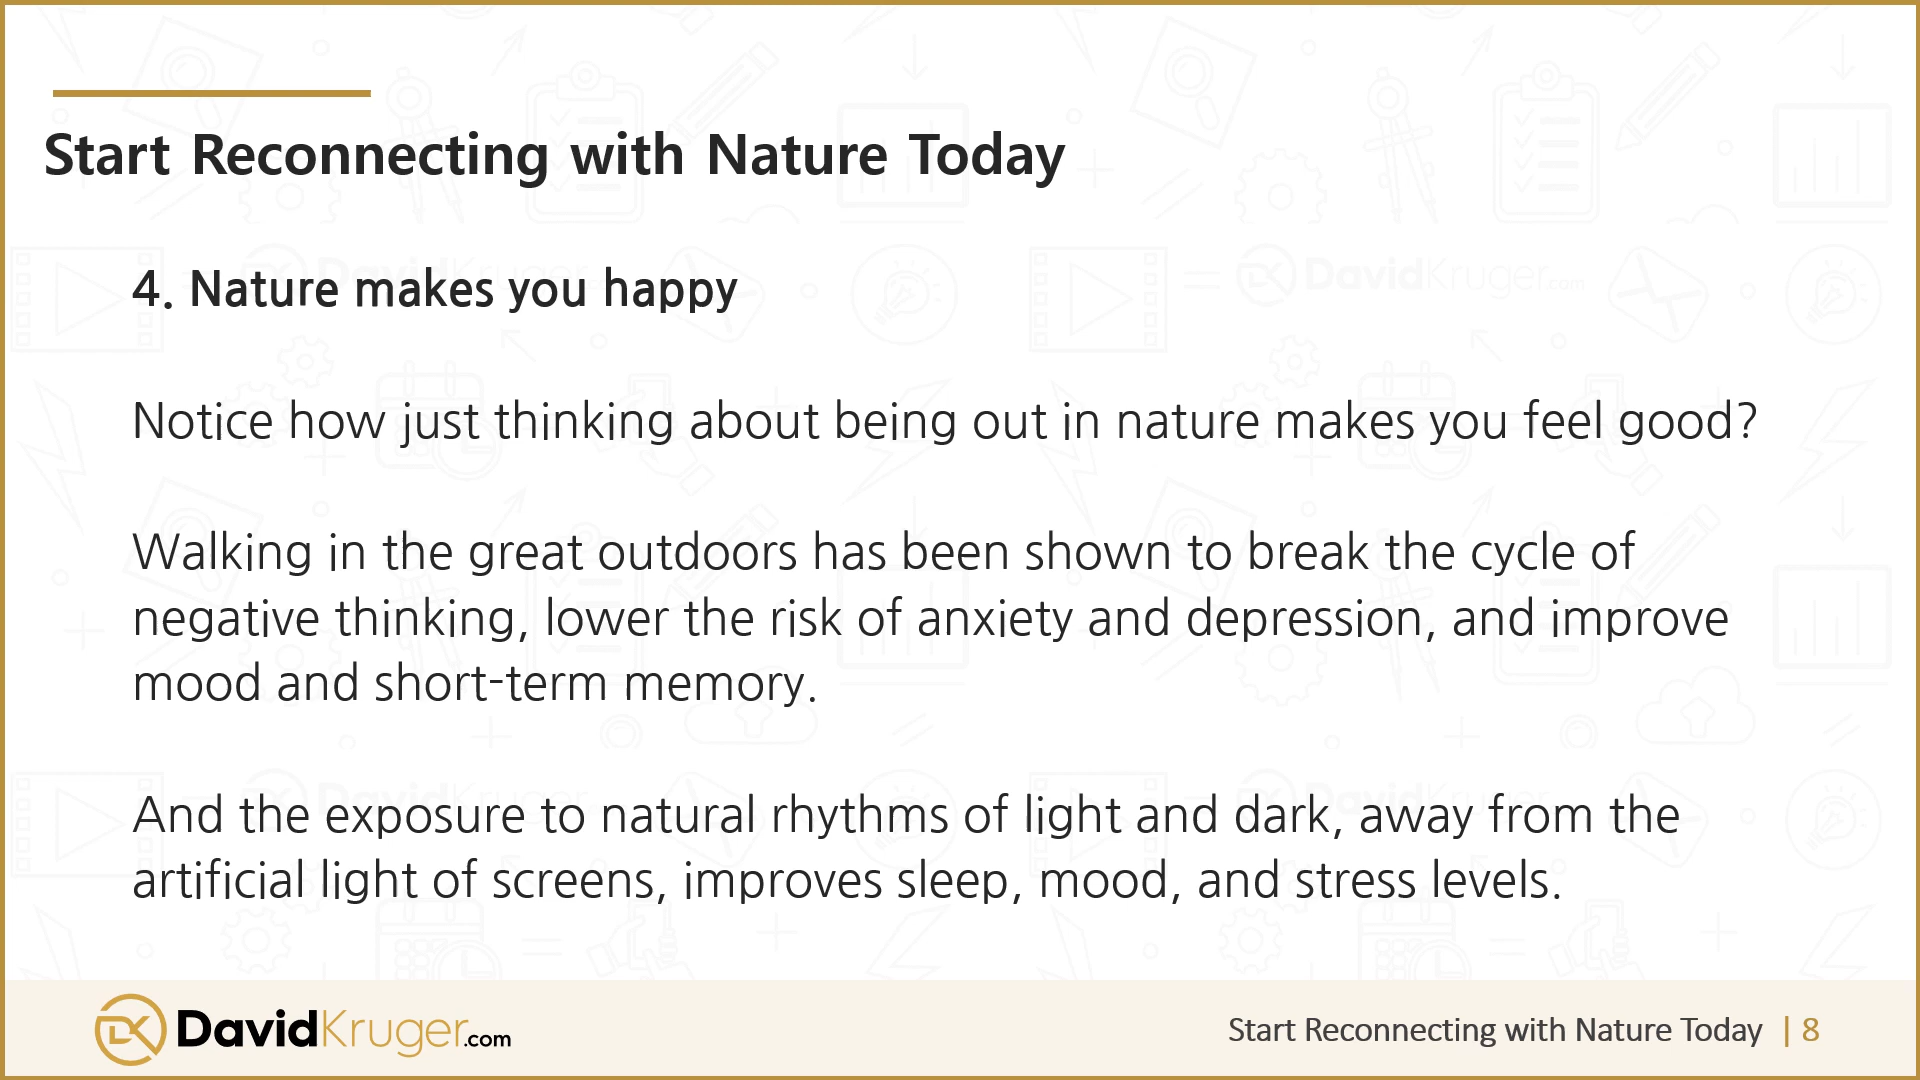 Start Reconnecting with Nature Today
4. Nature makes you happy
Notice how just thinking about being out in nature makes you feel good?
Walking in the great outdoors has been shown to break the cycle of
negative thinking, lower the risk of anxiety and depression, and improve
mood and short-term memory.
And the exposure to natural rhythms of light and dark, away from the
artificial light of screens, improves sleep, mood, and stress levels.
DK DavidKruger.com
Start Reconnecting with Nature Today | 8